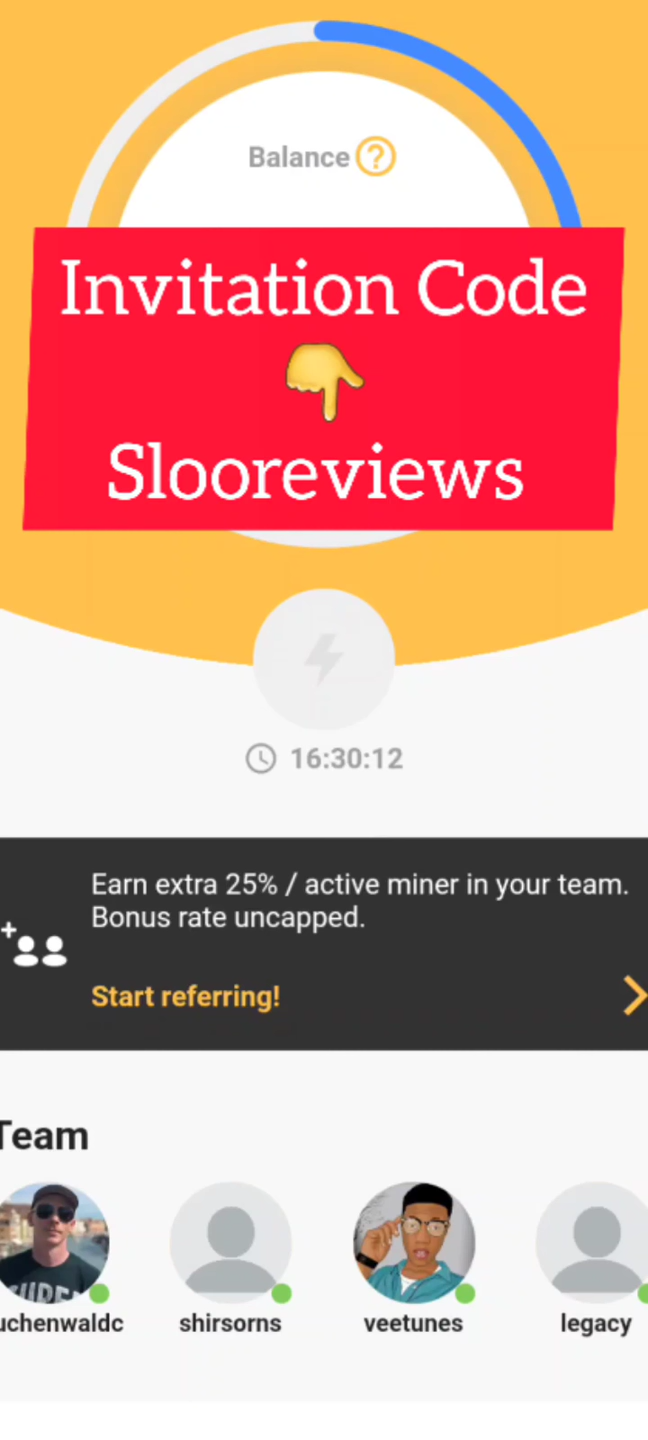 Balance
Invitation Code
Slooreviews
16:30:12
Earn extra 25% / active miner in your team.
Bonus rate uncapped.
Start referring!
Team
uchenwaldc shirsorns veetunes legacy